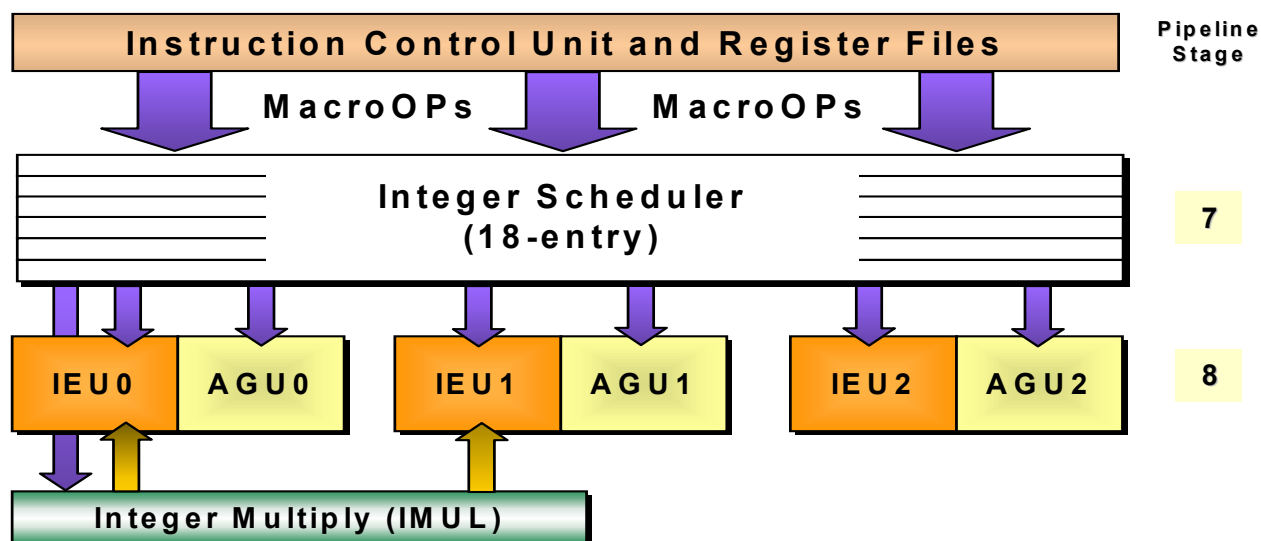 Instruction Control Unit and Register Files
Pipeline
Stage
MacroOPs
MacroOPs
Integer Scheduler
(18-entry)
7
IEU0
AGU0
IEU1
AGU1
IEU2
AGU2
8
Integer Multiply (IMUL)